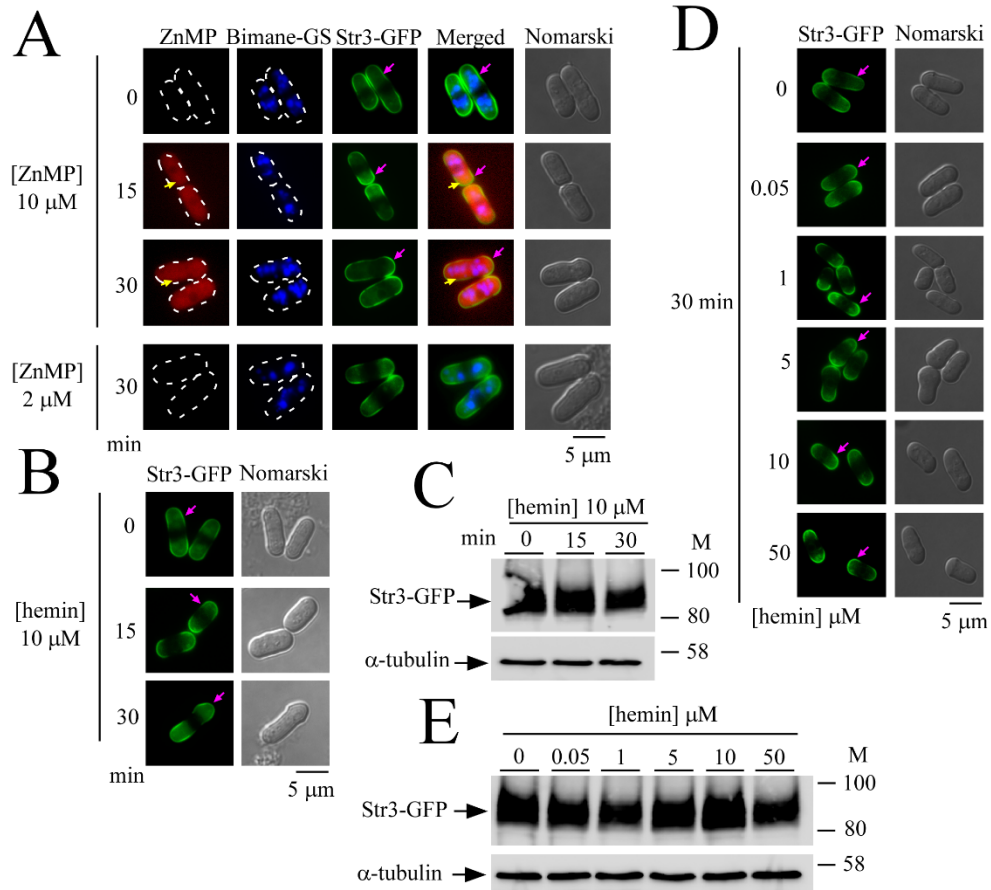 A
ZnMP Bimane-GS Str3-GFP Merged Nomarski
0
[ZnMP]
10 μM
15
30
[ZnMP]
2 μM
30
min
5 μm
B
Str3-GFP Nomarski
0
[hemin]
10 μM
15
30
min
5 μm
C
[hemin] 10 μM
min 0 15 30 M
100
Str3-GFP
80
58
α-tubulin
D
Str3-GFP Nomarski
0
0.05
30 min
1
5
10
50
[hemin] μM
5 μm
E
[hemin] μM
0 0.05 1 5 10 50 M
100
Str3-GFP
80
58
α-tubulin